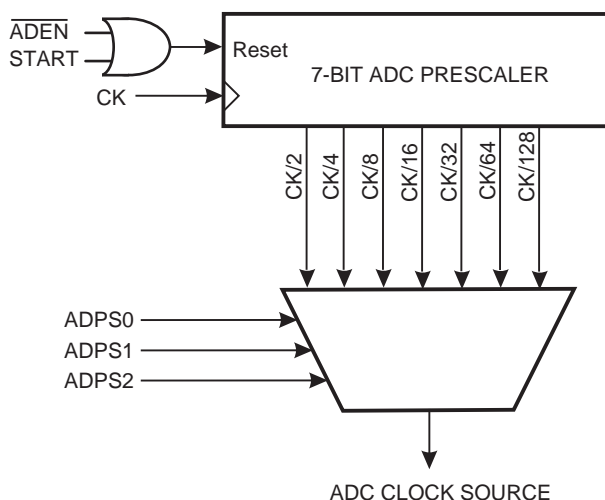 ADEN
START
Reset
7-BIT ADC PRESCALER
CK
CK/2
CK/4
CK/8
CK/16
CK/32
CK/64
CK/128
ADPS0
ADPS1
ADPS2
ADC CLOCK SOURCE